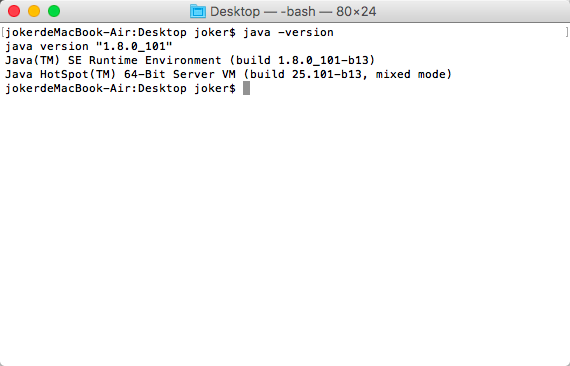 Desktop — -bash — 80×24
[jokerdeMacBook-Air:Desktop joker$ java -version ]
java version "1.8.0_101"
Java(TM) SE Runtime Environment (build 1.8.0_101-b13)
Java HotSpot(TM) 64-Bit Server VM (build 25.101-b13, mixed mode)
jokerdeMacBook-Air:Desktop joker$